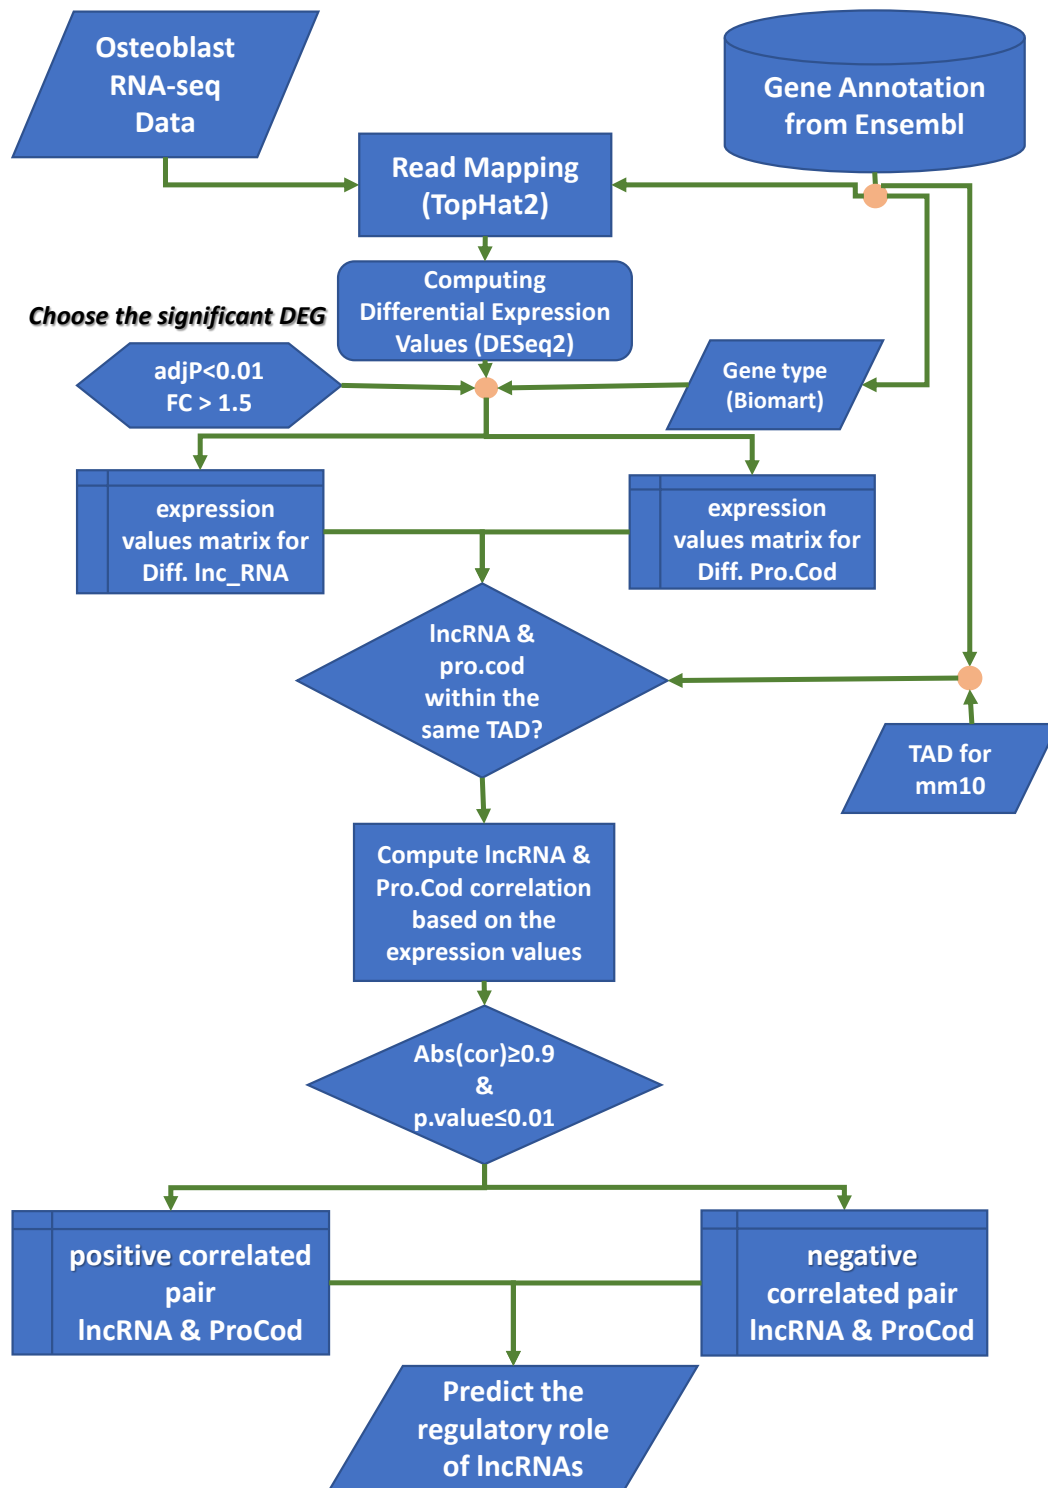 Osteoblast
RNA-seq
Data
Gene Annotation
from Ensembl
Read Mapping
(TopHat2)
Computing
Differential Expression
Values (DESeq2)
Choose the significant DEG
adjP<0.01
FC > 1.5
Gene type
(Biomart)
expression
values matrix for
Diff. lnc_RNA
expression
values matrix for
Diff. Pro.Cod
lncRNA &
pro.cod
within the
same TAD?
TAD for
mm10
Compute lncRNA &
Pro.Cod correlation
based on the
expression values
Abs(cor)≥0.9
&
p.value≤0.01
positive correlated
pair
lncRNA & ProCod
negative
correlated pair
lncRNA & ProCod
Predict the
regulatory role
of lncRNAs